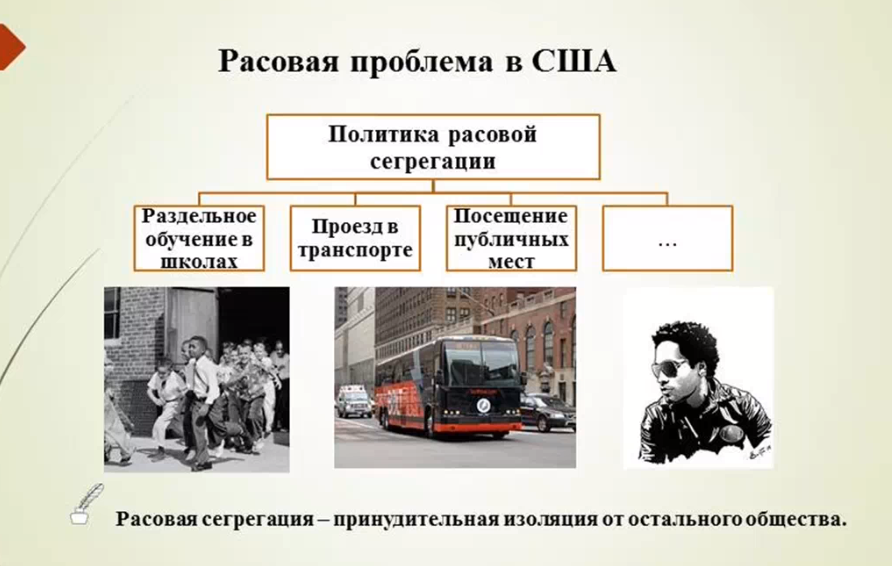 Расовая проблема в США
Политика расовой
сегрегации
Раздельное
обучение в
школах
Проезд в
транспорте
Посещение
публичных
мест
...
Расовая сегрегация – принудительная изоляция от остального общества.